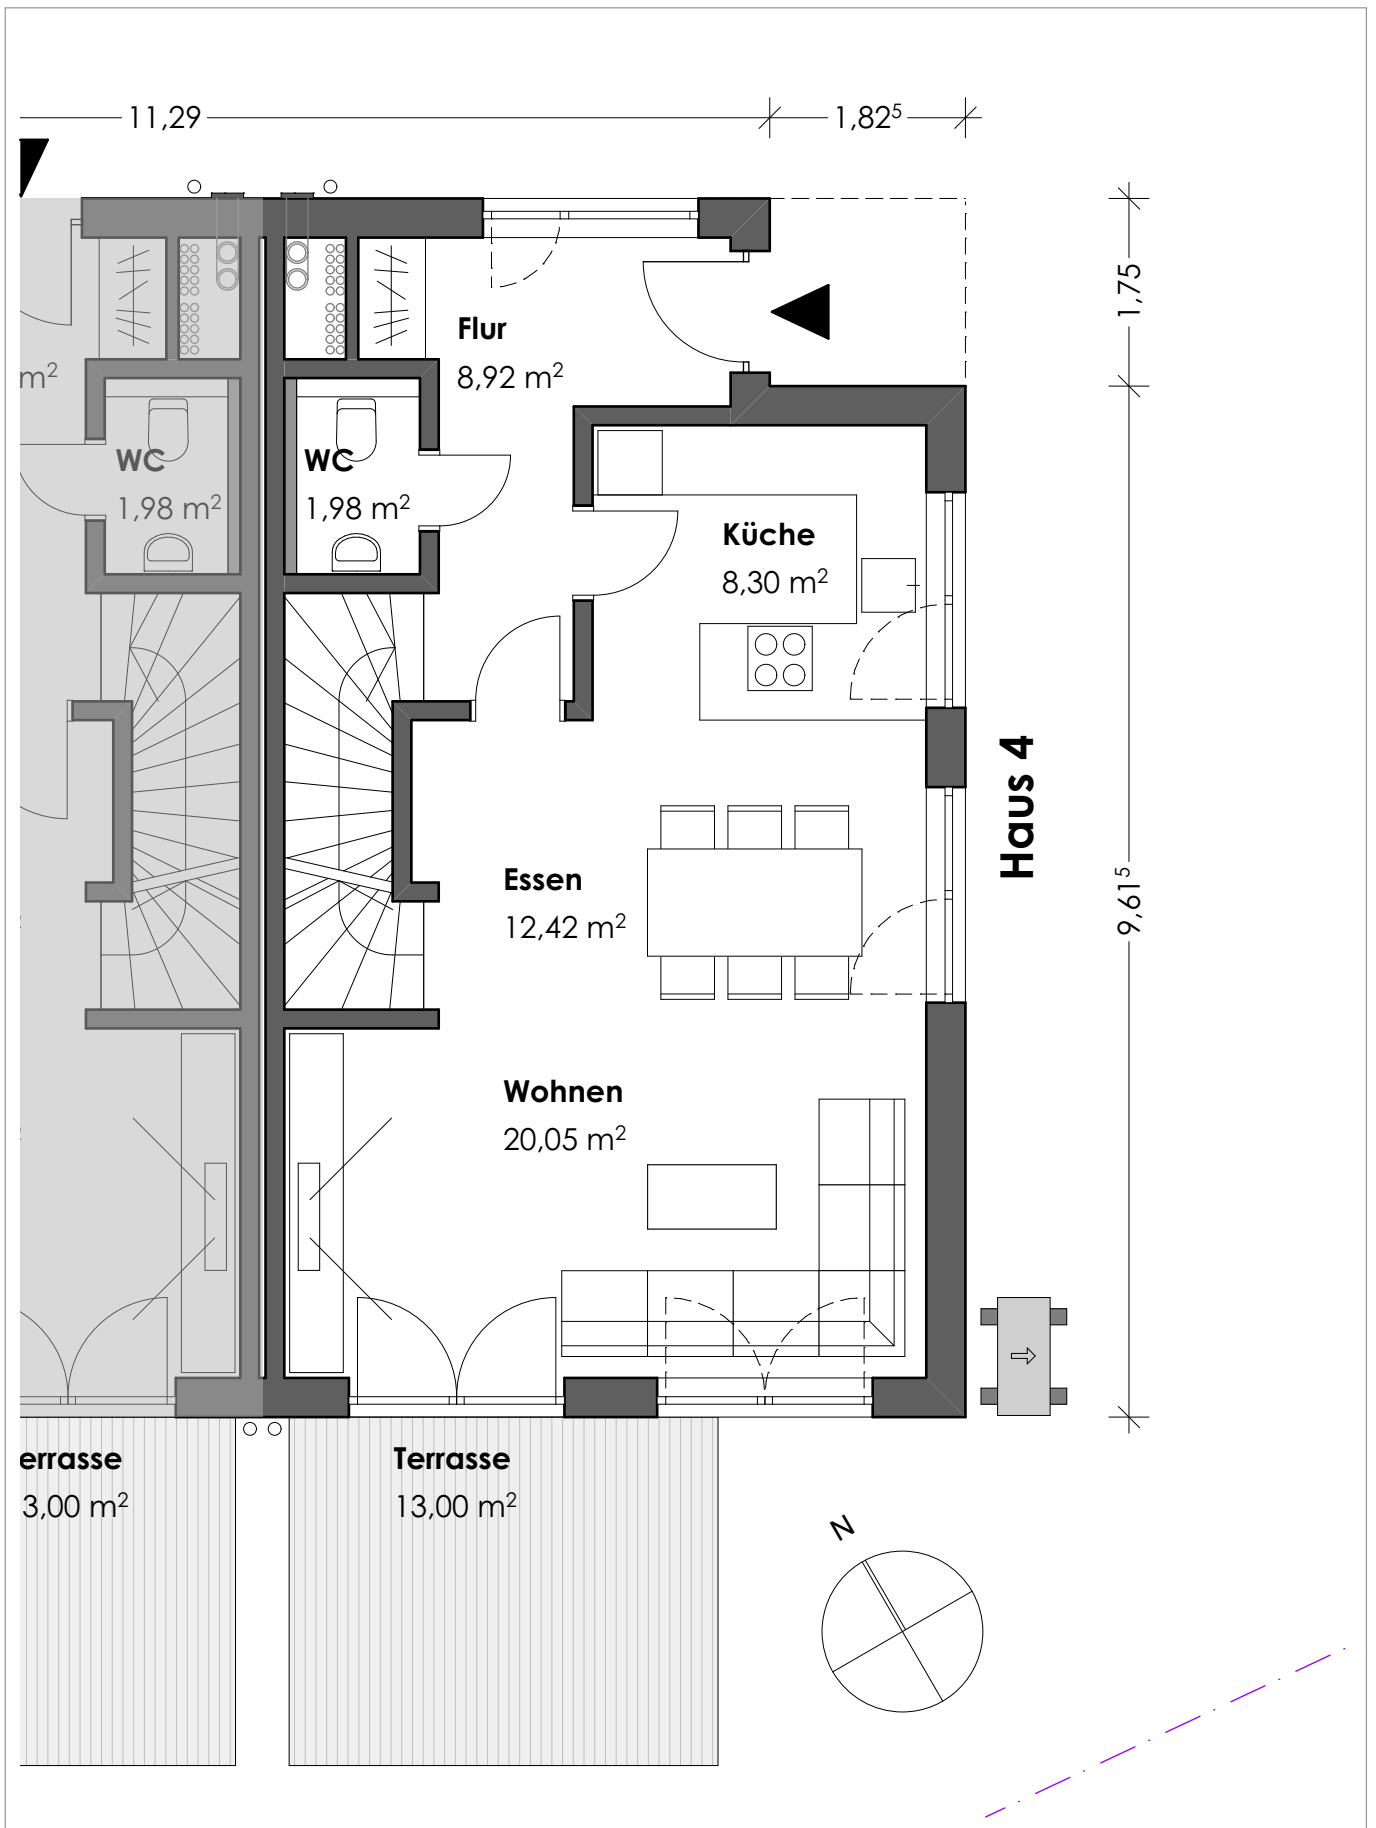 11,29
1,82⁵
1,75
Flur
8,92 m²
m²
WC
1,98 m²
WC
1,98 m²
Küche
8,30 m²
Haus 4
Essen
12,42 m²
9,61⁵
Wohnen
20,05 m²
errasse
3,00 m²
Terrasse
13,00 m²
N